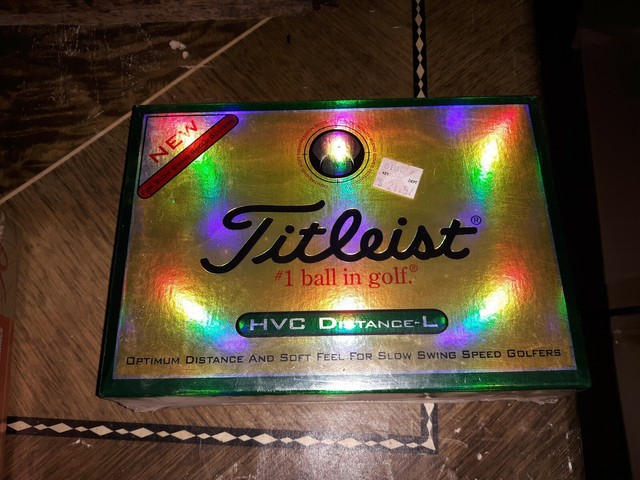 NEW
Titleist®
#1 ball in golf.®
HVC DISTANCE-L
OPTIMUM DISTANCE AND SOFT FEEL FOR SLOW SWING SPEED GOLFERS